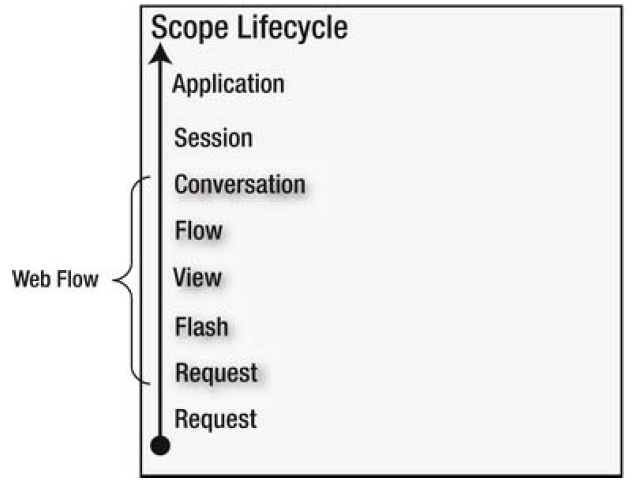 Scope Lifecycle
Application
Session
Conversation
Flow
Web Flow
View
Flash
Request
Request